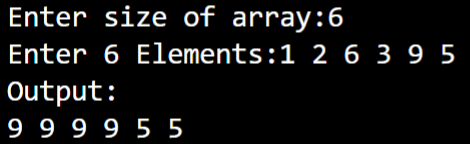 Enter size of array:6
Enter 6 Elements:1 2 6 3 9 5
Output:
9 9 9 9 5 5